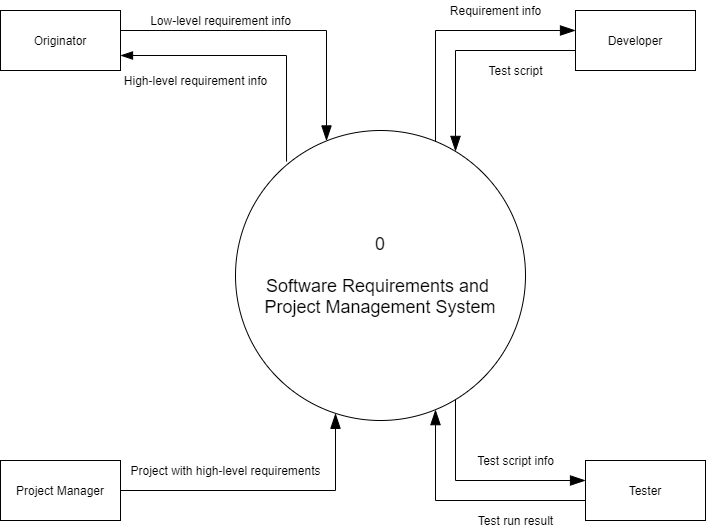 Originator
Low-level requirement info
High-level requirement info
Requirement info
Developer
Test script
0
Software Requirements and
Project Management System
Project Manager
Project with high-level requirements
Test script info
Tester
Test run result